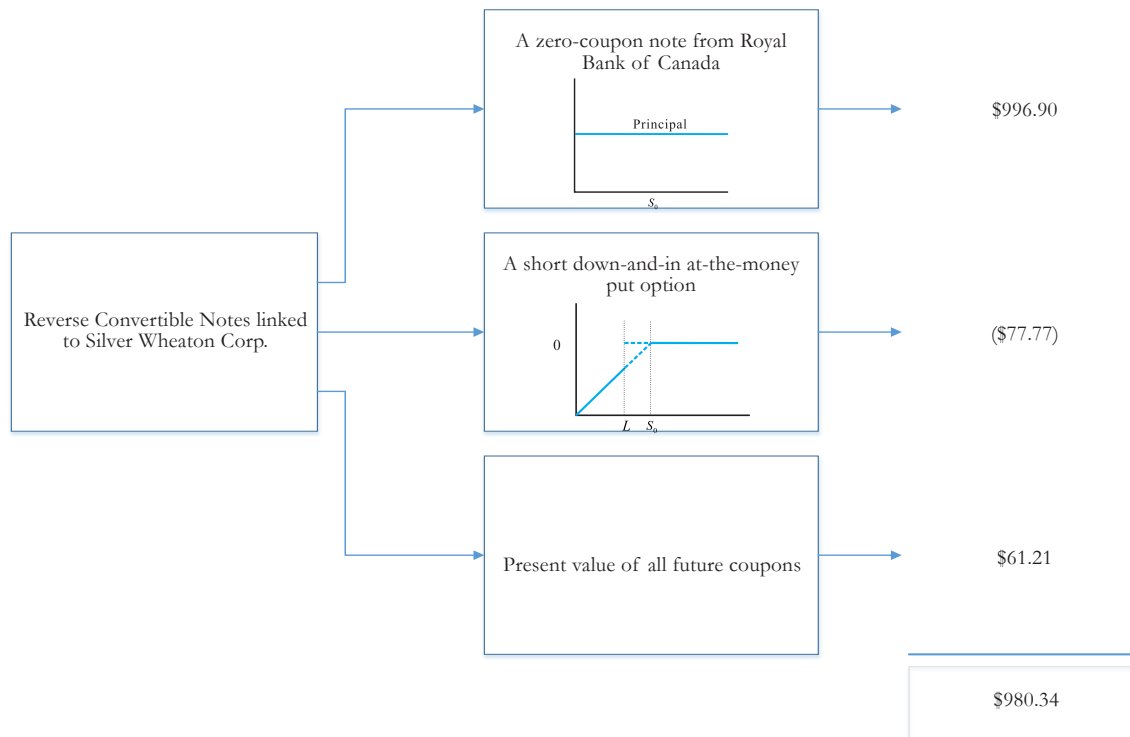 A zero-coupon note from Royal
Bank of Canada
Principal
S₀
$996.90
Reverse Convertible Notes linked
to Silver Wheaton Corp.
A short down-and-in at-the-money
put option
0
L S₀
($77.77)
Present value of all future coupons
$61.21
$980.34